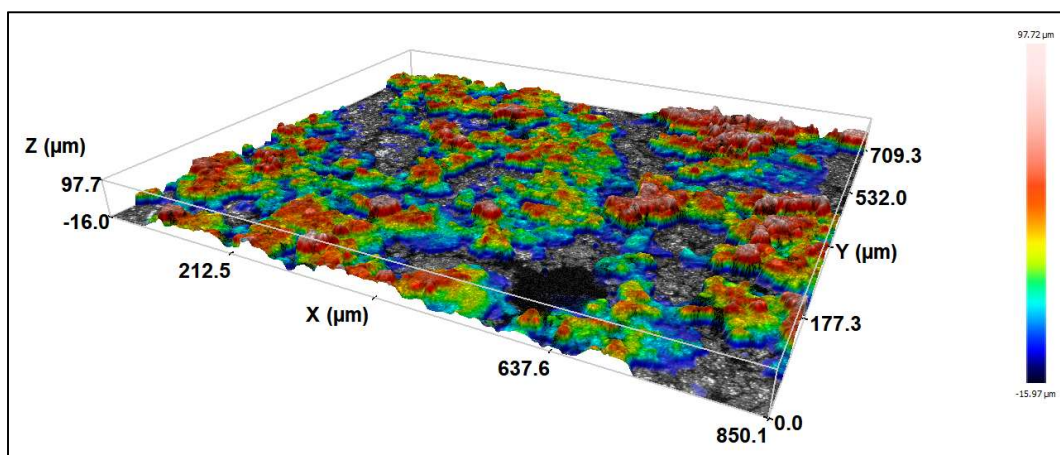 97.72 µm
Z (µm)
97.7
-16.0
212.5
X (µm)
637.6
850.1
0.0
177.3
Y (µm)
532.0
709.3
-15.97 µm